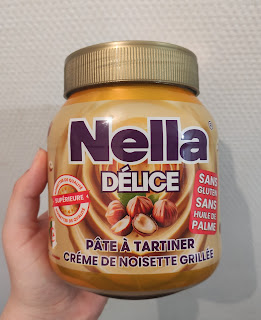 Nella®
DÉLICE
SUPÉRIEURE
SANS
GLUTEN
SANS
HUILE DE
PALME
PÂTE À TARTINER
CRÈME DE NOISETTE GRILLÉE